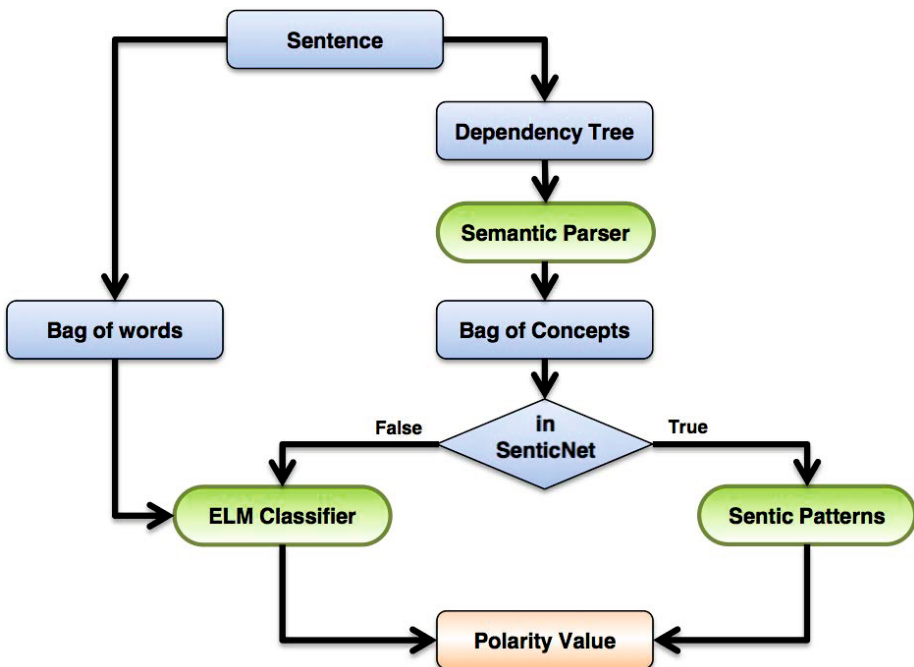 Sentence
Dependency Tree
Semantic Parser
Bag of words
Bag of Concepts
False
in
SenticNet
True
ELM Classifier
Sentic Patterns
Polarity Value